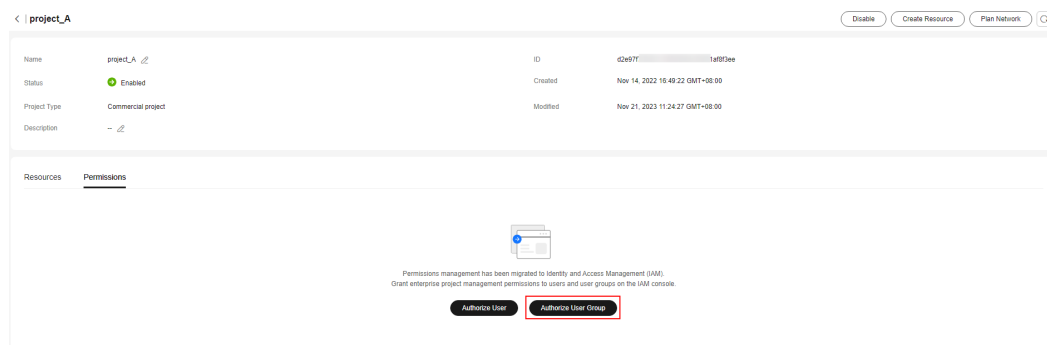 < | project_A Disable Create Resource Plan Network
Name project_A ID d2e97f 1af8f3ee
Status Enabled Created Nov 14, 2022 16:49:22 GMT+08:00
Project Type Commercial project Modified Nov 21, 2023 11:24:27 GMT+08:00
Description --
Resources Permissions
Permissions management has been migrated to Identity and Access Management (IAM).
Grant enterprise project management permissions to users and user groups on the IAM console.
Authorize User Authorize User Group